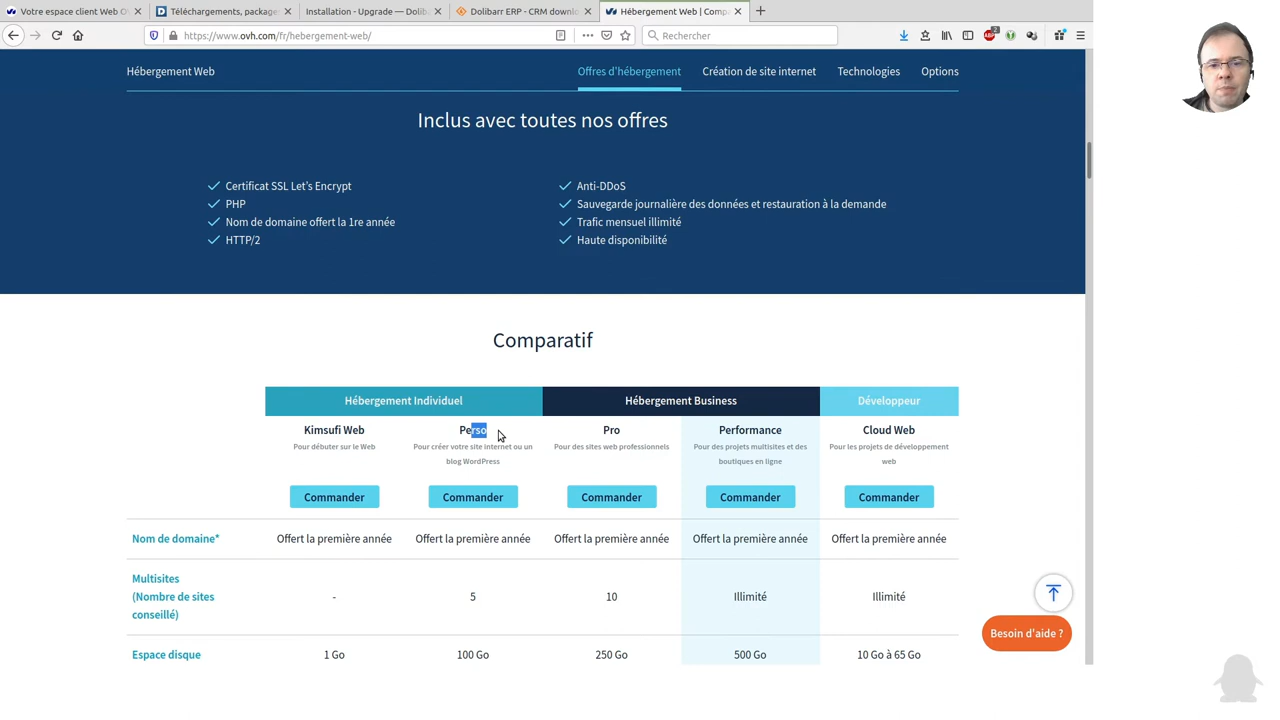 Votre espace client Web O
Téléchargements, package
Installation - Upgrade — Dolib
Dolibarr ERP - CRM downlo
Hébergement Web | Comp
https://www.ovh.com/fr/hebergement-web/
Rechercher
Hébergement Web
Offres d'hébergement
Création de site internet
Technologies
Options
Inclus avec toutes nos offres
Certificat SSL Let's Encrypt
PHP
Nom de domaine offert la 1re année
HTTP/2
Anti-DDoS
Sauvegarde journalière des données et restauration à la demande
Trafic mensuel illimité
Haute disponibilité
Comparatif
Hébergement Individuel
Hébergement Business
Développeur
Kimsufi Web
Pour débuter sur le Web
Perso
Pour créer votre site internet ou un
blog WordPress
Pro
Pour des sites web professionnels
Performance
Pour des projets multisites et des
boutiques en ligne
Cloud Web
Pour les projets de développement
web
Commander
Commander
Commander
Commander
Commander
Nom de domaine*
Offert la première année
Offert la première année
Offert la première année
Offert la première année
Offert la première année
Multisites
(Nombre de sites
conseillé)
-
5
10
Illimité
Illimité
Espace disque
1 Go
100 Go
250 Go
500 Go
10 Go à 65 Go
Besoin d'aide ?